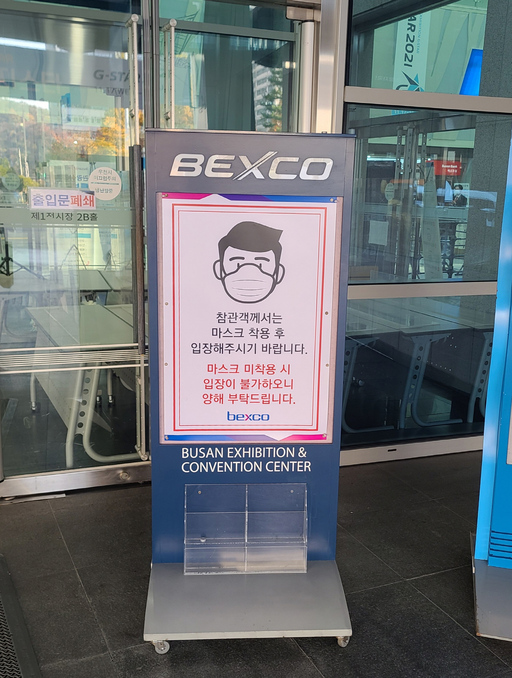 BEXCO
참관객께서는
마스크 착용 후
입장해주시기 바랍니다.
마스크 미착용 시
입장이 불가하오니
양해 부탁드립니다.
bexco
BUSAN EXHIBITION &
CONVENTION CENTER
출입문폐쇄
제1전시장 2B홀
G-STAR
AR2021